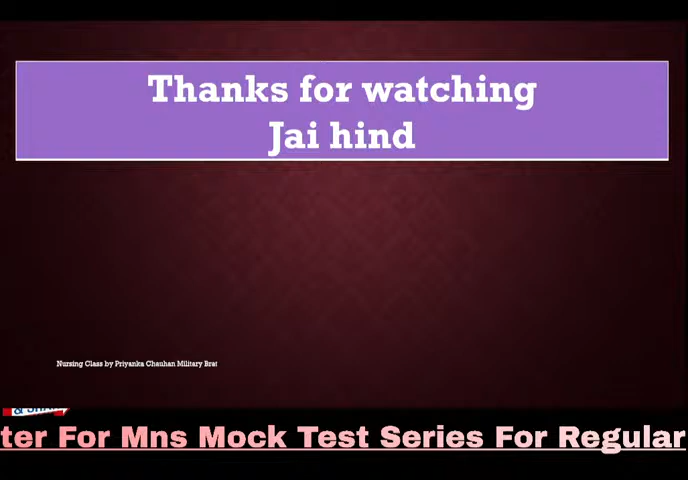 Thanks for watching
Jai hind
Nursing Class by Priyanka Chauhan Military Brat
ter For Mns Mock Test Series For Regular